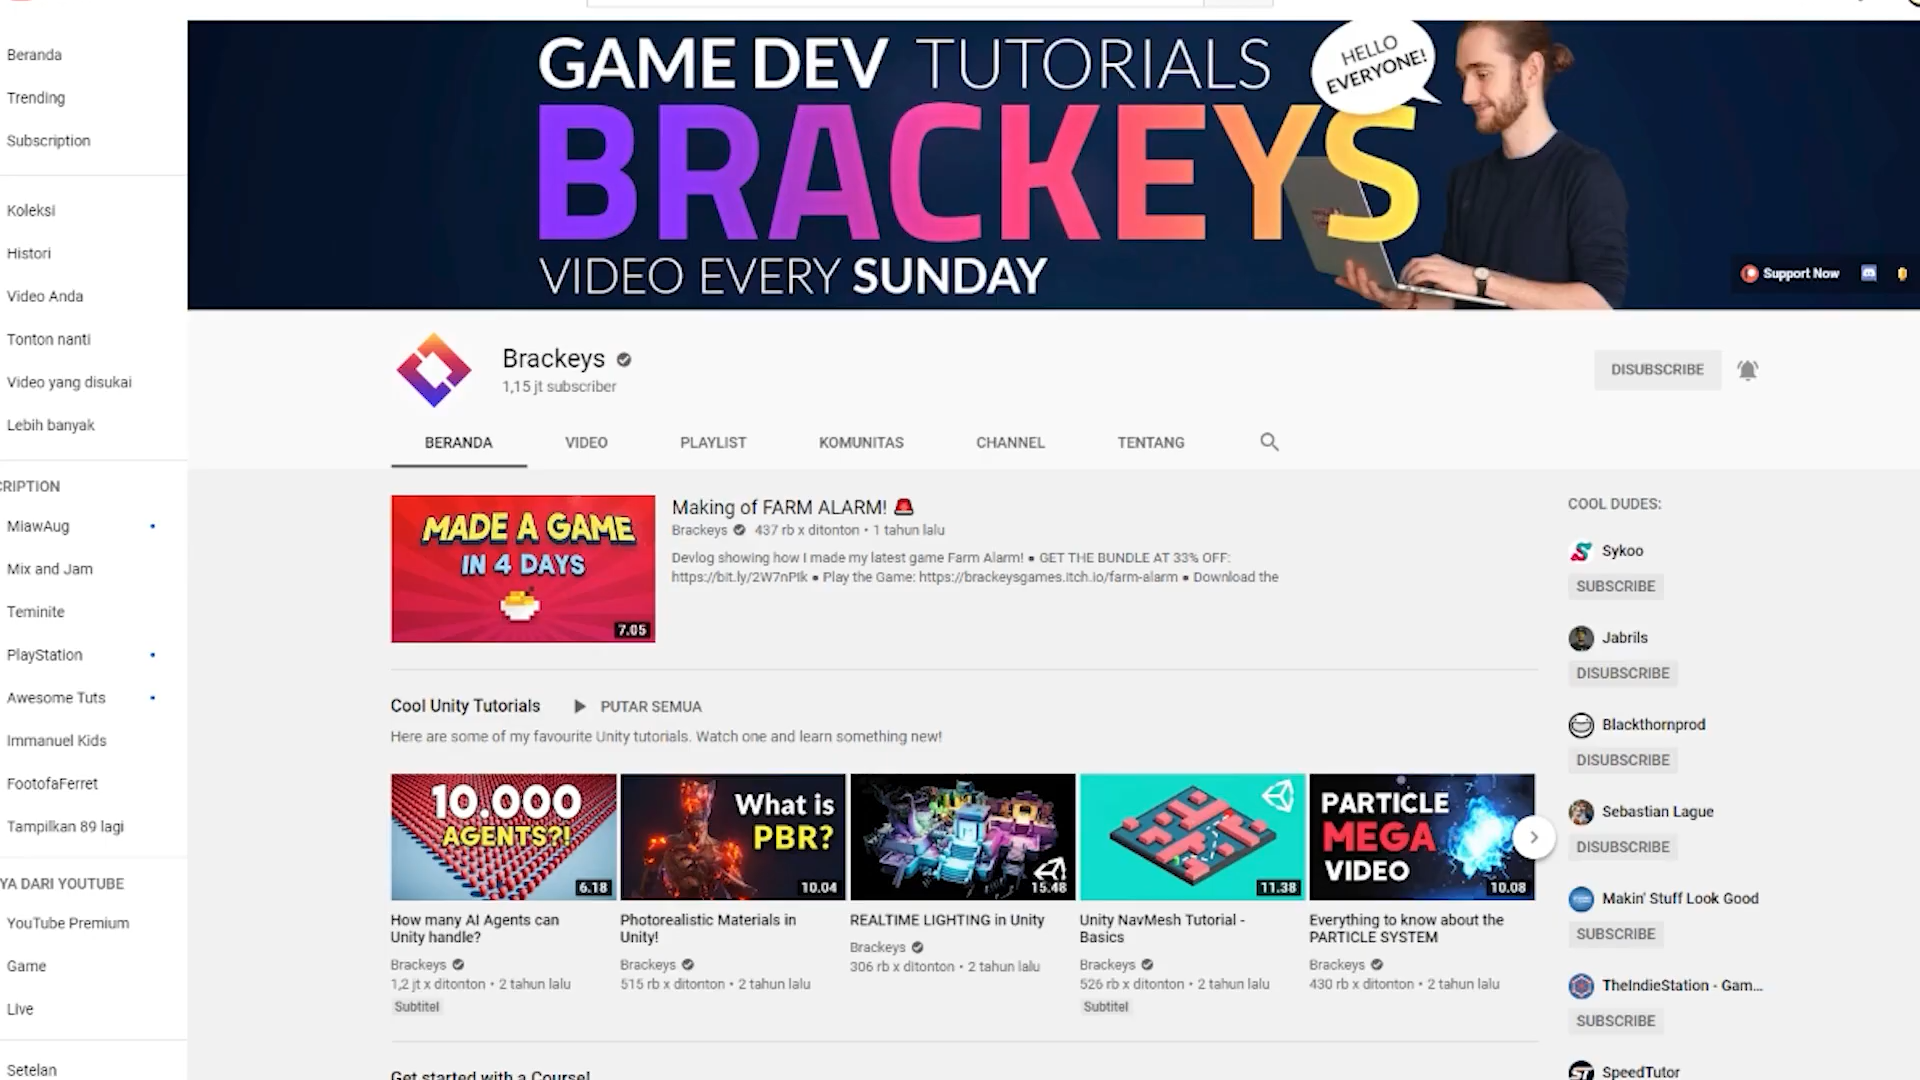 GAME DEV TUTORIALS
HELLO
EVERYONE!
BRACKEYS
VIDEO EVERY SUNDAY
Support Now
Beranda
Trending
Subscription
Koleksi
Histori
Video Anda
Tonton nanti
Video yang disukai
Lebih banyak
CRIPTION
MiawAug
Mix and Jam
Teminite
PlayStation
Awesome Tuts
Immanuel Kids
FootofaFerret
Tampilkan 89 lagi
YA DARI YOUTUBE
YouTube Premium
Game
Live
Setelan
Brackeys
1,15 jt subscriber
DISUBSCRIBE
BERANDA VIDEO PLAYLIST KOMUNITAS CHANNEL TENTANG
MADE A GAME
IN 4 DAYS
7.05
Making of FARM ALARM!
Brackeys 437 rb x ditonton • 1 tahun lalu
Devlog showing how I made my latest game Farm Alarm! ● GET THE BUNDLE AT 33% OFF:
https://bit.ly/2W7nPIk ● Play the Game: https://brackeysgames.itch.io/farm-alarm ● Download the
Cool Unity Tutorials PUTAR SEMUA
Here are some of my favourite Unity tutorials. Watch one and learn something new!
10.000
AGENTS?!
6.18
How many AI Agents can
Unity handle?
Brackeys
1,2 jt x ditonton • 2 tahun lalu
Subtitel
What is
PBR?
10.04
Photorealistic Materials in
Unity!
Brackeys
515 rb x ditonton • 2 tahun lalu
15.48
REALTIME LIGHTING in Unity
Brackeys
306 rb x ditonton • 2 tahun lalu
11.38
Unity NavMesh Tutorial -
Basics
Brackeys
526 rb x ditonton • 2 tahun lalu
Subtitel
PARTICLE
MEGA
VIDEO
10.08
Everything to know about the
PARTICLE SYSTEM
Brackeys
430 rb x ditonton • 2 tahun lalu
Get started with a Course!
COOL DUDES:
Sykoo
SUBSCRIBE
Jabrils
DISUBSCRIBE
Blackthornprod
DISUBSCRIBE
Sebastian Lague
DISUBSCRIBE
Makin' Stuff Look Good
SUBSCRIBE
TheIndieStation - Gam...
SUBSCRIBE
SpeedTutor